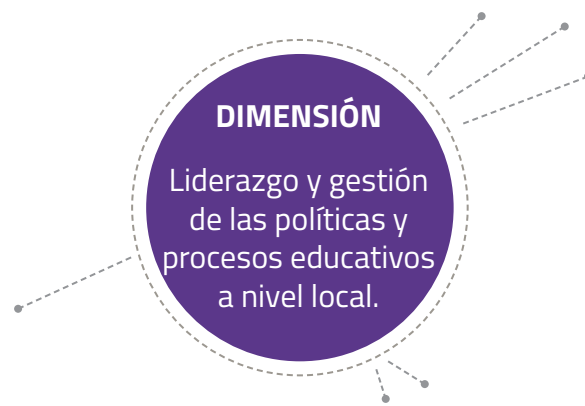 DIMENSIÓN
Liderazgo y gestión
de las políticas y
procesos educativos
a nivel local.